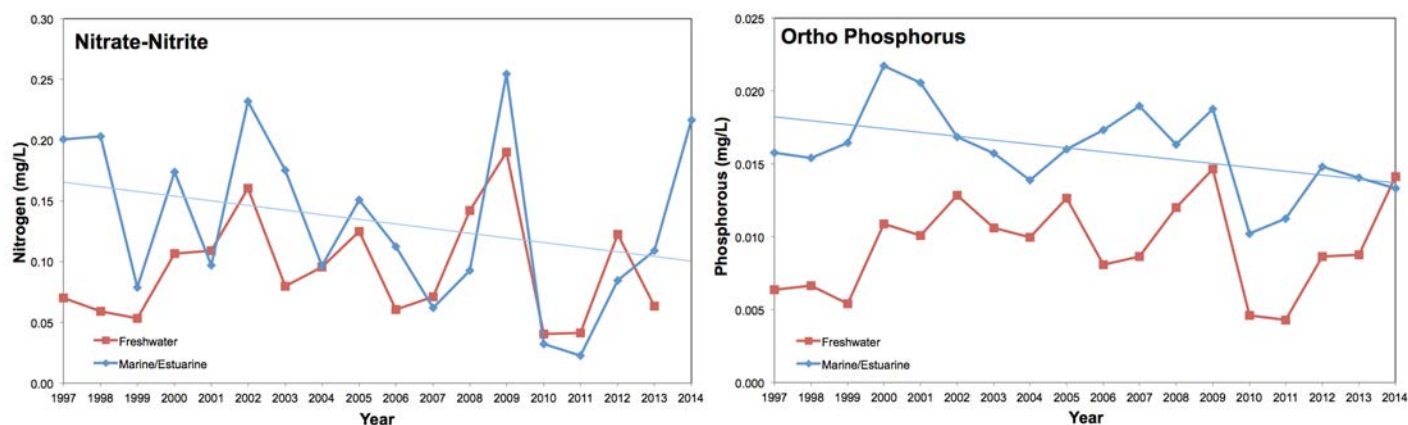 Nitrate-Nitrite
Nitrogen (mg/L)
0.30
0.25
0.20
0.15
0.10
0.05
0.00
Freshwater
Marine/Estuarine
1997 1998 1999 2000 2001 2002 2003 2004 2005 2006 2007 2008 2009 2010 2011 2012 2013 2014
Year
Ortho Phosphorus
Phosphorous (mg/L)
0.025
0.020
0.015
0.010
0.005
0.000
Freshwater
Marine/Estuarine
1997 1998 1999 2000 2001 2002 2003 2004 2005 2006 2007 2008 2009 2010 2011 2012 2013 2014
Year